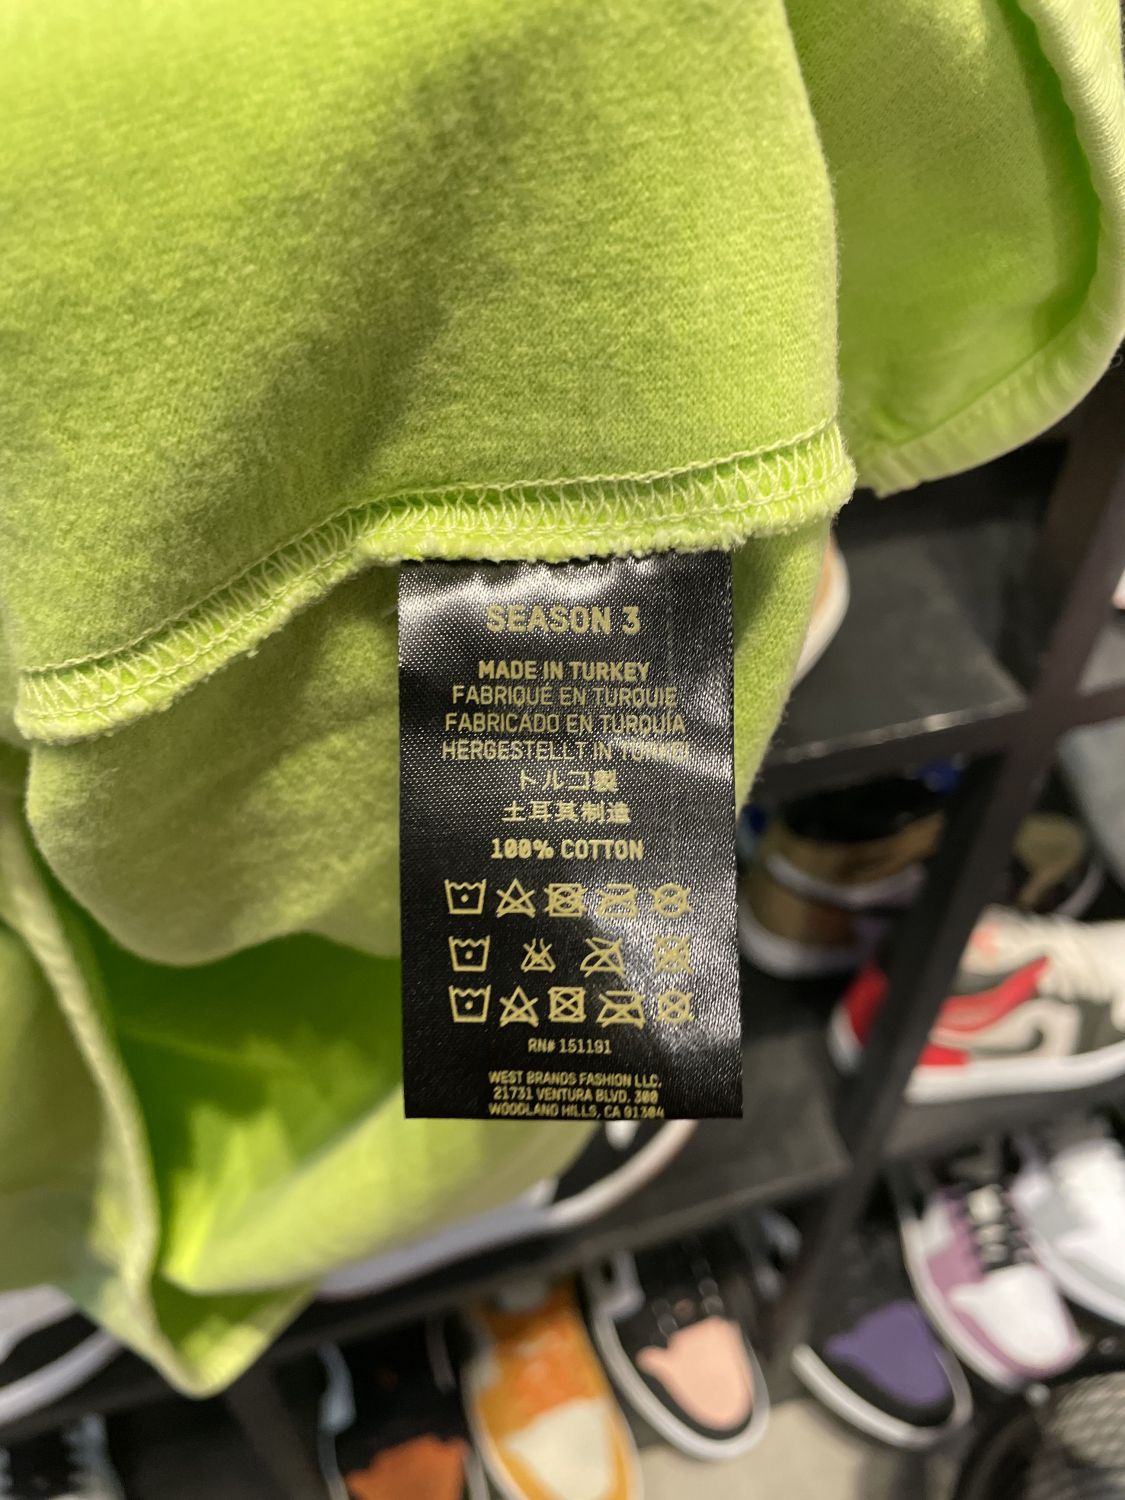 SEASON 3
MADE IN TURKEY
FABRIQUÉ EN TURQUIE
FABRICADO EN TURQUÍA
HERGESTELLT IN TÜRKEI
トルコ製
土耳其制造
100% COTTON
RN# 151191
WEST BRANDS FASHION LLC.
21731 VENTURA BLVD. 300
WOODLAND HILLS, CA 91304